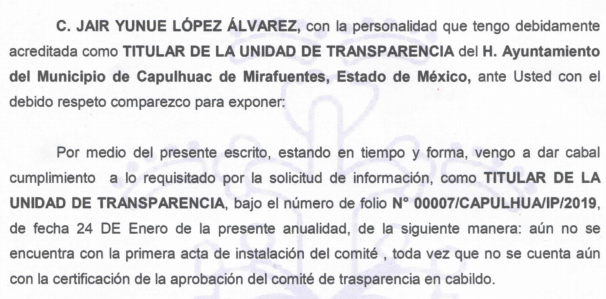 C. JAIR YUNUE LÓPEZ ÁLVAREZ, con la personalidad que tengo debidamente
acreditada como TITULAR DE LA UNIDAD DE TRANSPARENCIA del H. Ayuntamiento
del Municipio de Capulhuac de Mirafuentes, Estado de México, ante Usted con el
debido respeto comparezco para exponer:
Por medio del presente escrito, estando en tiempo y forma, vengo a dar cabal
cumplimiento a lo requisitado por la solicitud de información, como TITULAR DE LA
UNIDAD DE TRANSPARENCIA, bajo el número de folio N° 00007/CAPULHUA/IP/2019,
de fecha 24 DE Enero de la presente anualidad, de la siguiente manera: aún no se
encuentra con la primera acta de instalación del comité , toda vez que no se cuenta aún
con la certificación de la aprobación del comité de trasparencia en cabildo.